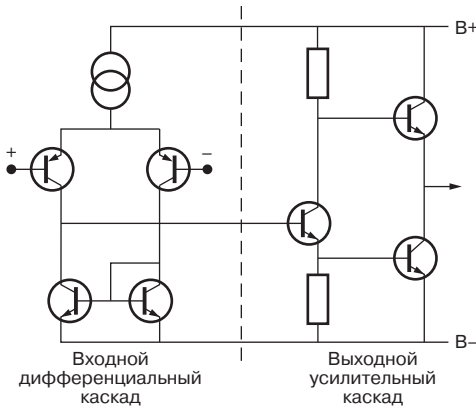 B+
+
–
B–
Входной
дифференциальный
каскад
Выходной
усилительный
каскад